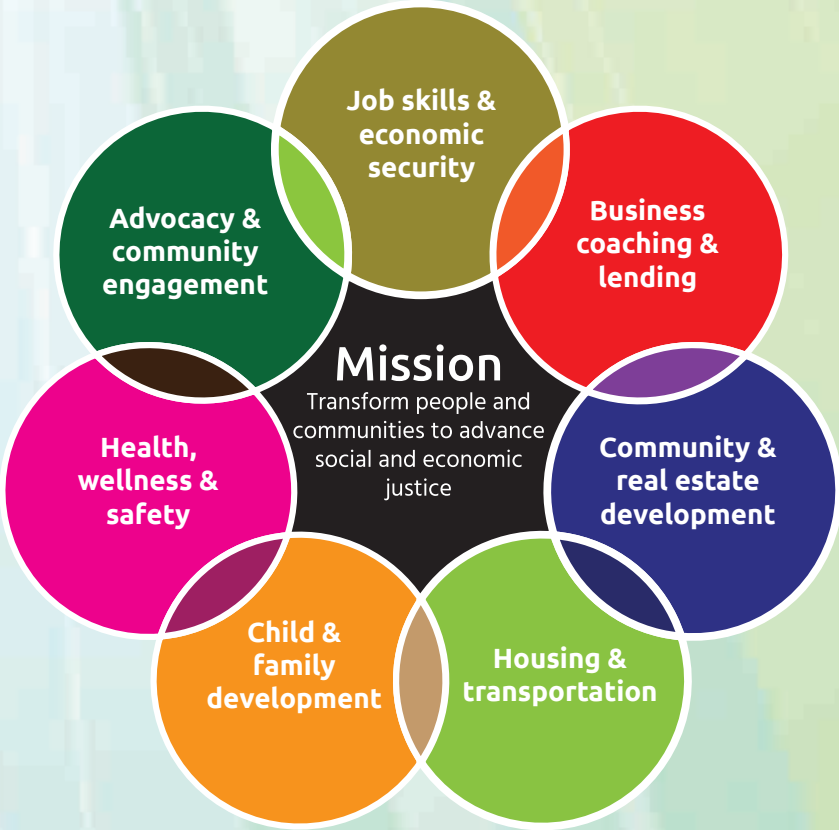 Job skills &
economic
security
Business
coaching &
lending
Community &
real estate
development
Housing &
transportation
Child &
family
development
Health,
wellness &
safety
Advocacy &
community
engagement
Mission
Transform people and
communities to advance
social and economic
justice